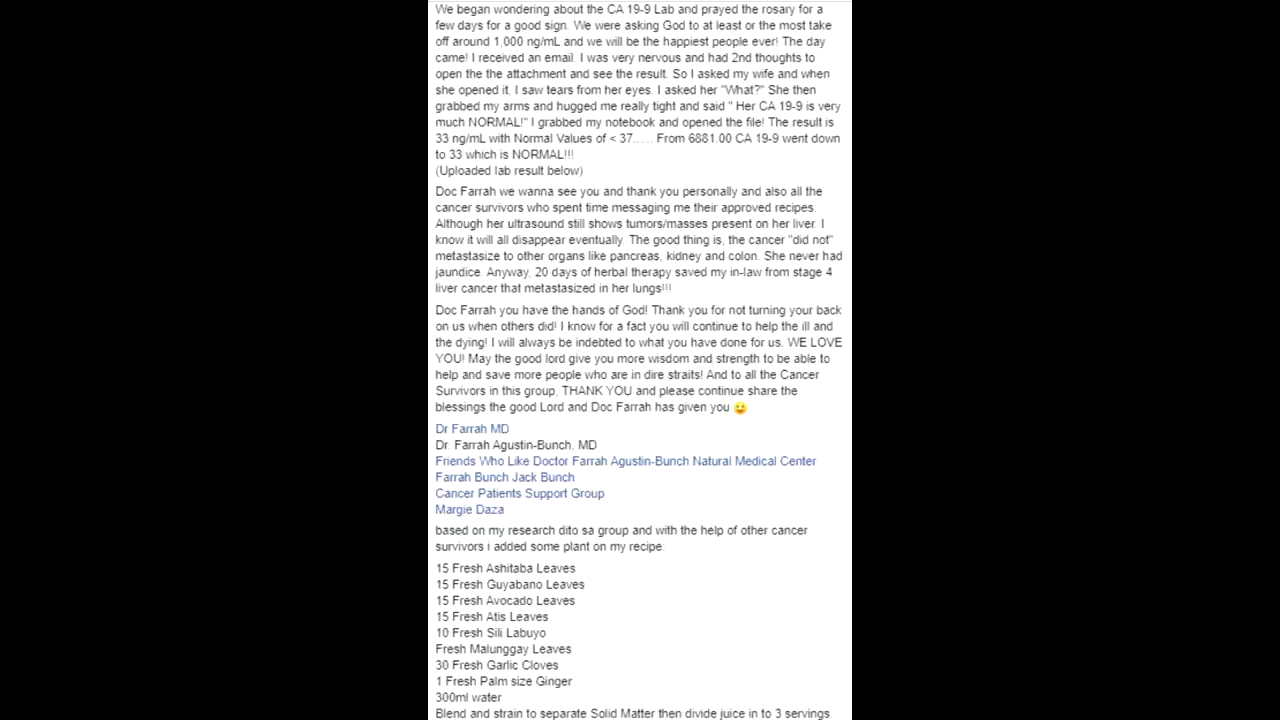 We began wondering about the CA 19-9 Lab and prayed the rosary for a
few days for a good sign. We were asking God to at least or the most take
off around 1,000 ng/mL and we will be the happiest people ever! The day
came! I received an email. I was very nervous and had 2nd thoughts to
open the the attachment and see the result. So I asked my wife and when
she opened it, I saw tears from her eyes. I asked her "What?" She then
grabbed my arms and hugged me really tight and said " Her CA 19-9 is very
much NORMAL!" I grabbed my notebook and opened the file! The result is
33 ng/mL with Normal Values of < 37...... From 6881.00 CA 19-9 went down
to 33 which is NORMAL!!!
(Uploaded lab result below)
Doc Farrah we wanna see you and thank you personally and also all the
cancer survivors who spent time messaging me their approved recipes.
Although her ultrasound still shows tumors/masses present on her liver. I
know it will all disappear eventually. The good thing is, the cancer "did not"
metastasize to other organs like pancreas, kidney and colon. She never had
jaundice. Anyway, 20 days of herbal therapy saved my in-law from stage 4
liver cancer that metastasized in her lungs!!!
Doc Farrah you have the hands of God! Thank you for not turning your back
on us when others did! I know for a fact you will continue to help the ill and
the dying! I will always be indebted to what you have done for us. WE LOVE
YOU! May the good lord give you more wisdom and strength to be able to
help and save more people who are in dire straits! And to all the Cancer
Survivors in this group, THANK YOU and please continue share the
blessings the good Lord and Doc Farrah has given you
Dr Farrah MD
Dr. Farrah Agustin-Bunch, MD
Friends Who Like Doctor Farrah Agustin-Bunch Natural Medical Center
Farrah Bunch Jack Bunch
Cancer Patients Support Group
Margie Daza
based on my research dito sa group and with the help of other cancer
survivors i added some plant on my recipe:
15 Fresh Ashitaba Leaves
15 Fresh Guyabano Leaves
15 Fresh Avocado Leaves
15 Fresh Atis Leaves
10 Fresh Sili Labuyo
Fresh Malunggay Leaves
30 Fresh Garlic Cloves
1 Fresh Palm size Ginger
300ml water
Blend and strain to separate Solid Matter then divide juice in to 3 servings